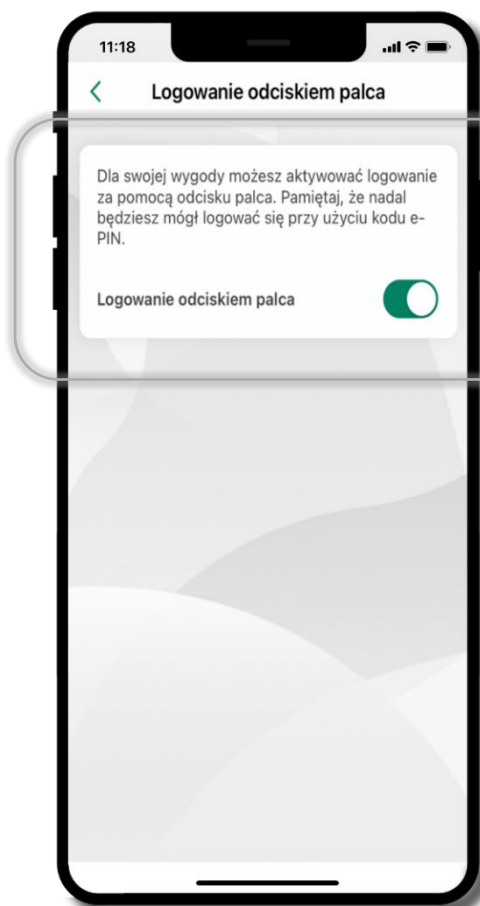 11:18
Logowanie odciskiem palca
Dla swojej wygody możesz aktywować logowanie
za pomocą odcisku palca. Pamiętaj, że nadal
będziesz mógł logować się przy użyciu kodu e-
PIN.
Logowanie odciskiem palca